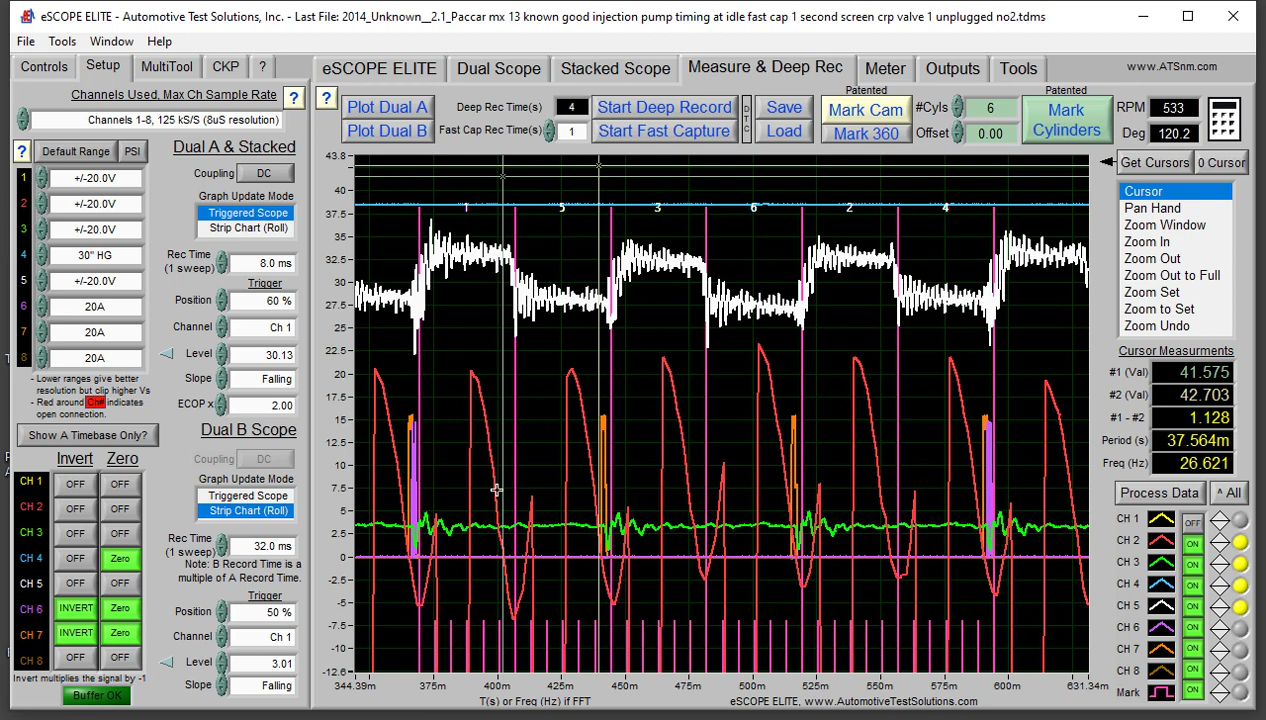 eSCOPE ELITE - Automotive Test Solutions, Inc. - Last File: 2014_Unknown__2.1_Paccar mx 13 known good injection pump timing at idle fast cap 1 second screen crp valve 1 unplugged no2.tdms
File Tools Window Help
Controls Setup MultiTool CKP ?
eSCOPE ELITE Dual Scope Stacked Scope Measure & Deep Rec Meter Outputs Tools www.ATSnm.com
Channels Used, Max Ch Sample Rate ?
Channels 1-8, 125 kS/S (8uS resolution)
? Default Range PSI
1 +/-20.0V
2 +/-20.0V
3 +/-20.0V
4 30" HG
5 +/-20.0V
6 20A
7 20A
8 20A
- Lower ranges give better
resolution but clip higher Vs
- Red around Ch# indicates
open connection.
Show A Timebase Only?
Invert Zero
CH 1 OFF OFF
CH 2 OFF OFF
CH 3 OFF OFF
CH 4 OFF Zero
CH 5 OFF OFF
CH 6 INVERT Zero
CH 7 INVERT Zero
CH 8 OFF OFF
Invert multiplies the signal by -1
Buffer OK
Dual A & Stacked
Coupling DC
Graph Update Mode
Triggered Scope
Strip Chart (Roll)
Rec Time
(1 sweep) 8.0 ms
Trigger
Position 60 %
Channel Ch 1
Level 30.13
Slope Falling
ECOP x 2.00
Dual B Scope
Coupling DC
Graph Update Mode
Triggered Scope
Strip Chart (Roll)
Rec Time
(1 sweep) 32.0 ms
Note: B Record Time is a
multiple of A Record Time.
Trigger
Position 50 %
Channel Ch 1
Level 3.01
Slope Falling
? Plot Dual A
Plot Dual B
Deep Rec Time(s) 4
Fast Cap Rec Time(s) 1
Start Deep Record
Start Fast Capture
DTC
Save
Load
Patented
Mark Cam
Mark 360
#Cyls 6
Offset 0.00
Patented
Mark
Cylinders
RPM 533
Deg 120.2
43.8
40
37.5
35
32.5
30
27.5
25
22.5
20
17.5
15
12.5
10
7.5
5
2.5
0
-2.5
-5
-7.5
-10
-12.6
1 5 3 6 2 4
344.39m 375m 400m 425m 450m 475m 500m 525m 550m 575m 600m 631.34m
T(s) or Freq (Hz) if FFT eSCOPE ELITE, www.AutomotiveTestSolutions.com
Get Cursors 0 Cursor
Cursor
Pan Hand
Zoom Window
Zoom In
Zoom Out
Zoom Out to Full
Zoom Set
Zoom to Set
Zoom Undo
Cursor Measurments
#1 (Val) 41.575
#2 (Val) 42.703
#1 - #2 1.128
Period (s) 37.564m
Freq (Hz) 26.621
Process Data ^ All
CH 1 OFF
CH 2 ON
CH 3 ON
CH 4 ON
CH 5 ON
CH 6 ON
CH 7 ON
CH 8 ON
Mark ON